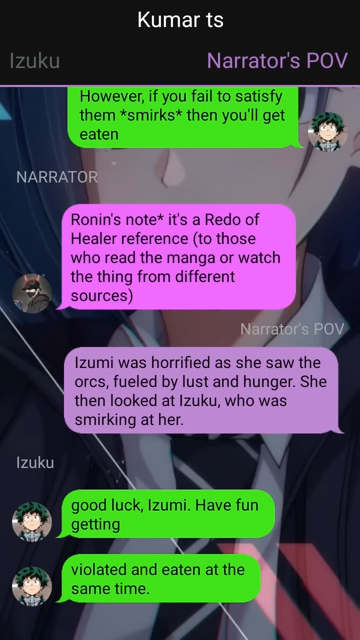 Kumar ts
Izuku
Narrator's POV
However, if you fail to satisfy
them *smirks* then you'll get
eaten
NARRATOR
Ronin's note* it's a Redo of
Healer reference (to those
who read the manga or watch
the thing from different
sources)
Narrator's POV
Izumi was horrified as she saw the
orcs, fueled by lust and hunger. She
then looked at Izuku, who was
smirking at her.
Izuku
good luck, Izumi. Have fun
getting
violated and eaten at the
same time.